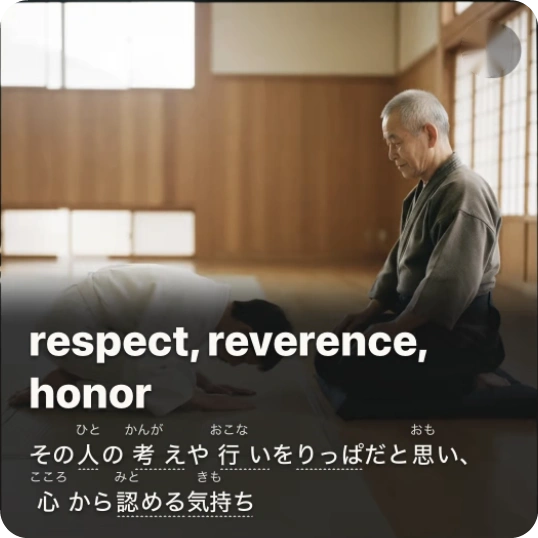 respect, reverence,
honor
ひと かんが おこな おも
その人の考えや行いをりっぱだと思い、
こころ みと きも
心から認める気持ち